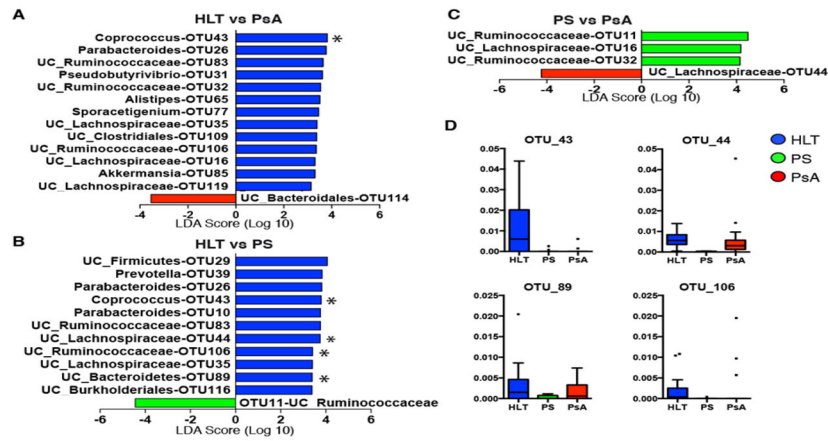 A
HLT vs PsA
Coprococcus-OTU43
*
Parabacteroides-OTU26
UC_Ruminococcaceae-OTU83
Pseudobutyrivibrio-OTU31
UC_Ruminococcaceae-OTU32
Alistipes-OTU65
Sporacetigenium-OTU77
UC_Lachnospiraceae-OTU35
UC_Clostridiales-OTU109
UC_Ruminococcaceae-OTU106
UC_Lachnospiraceae-OTU16
Akkermansia-OTU85
UC_Lachnospiraceae-OTU119
UC_Bacteroidales-OTU114
-6 -4 -2 0 2 4 6
LDA Score (Log 10)
B
HLT vs PS
UC_Firmicutes-OTU29
Prevotella-OTU39
Parabacteroides-OTU26
Coprococcus-OTU43
*
Parabacteroides-OTU10
UC_Ruminococcaceae-OTU83
UC_Lachnospiraceae-OTU44
*
UC_Ruminococcaceae-OTU106
*
UC_Lachnospiraceae-OTU35
UC_Bacteroidetes-OTU89
*
UC_Burkholderiales-OTU116
OTU11-UC_Ruminococcaceae
-6 -4 -2 0 2 4 6
LDA Score (Log 10)
C
PS vs PsA
UC_Ruminococcaceae-OTU11
UC_Lachnospiraceae-OTU16
UC_Ruminococcaceae-OTU32
UC_Lachnospiraceae-OTU44
-6 -4 -2 0 2 4 6
LDA Score (Log 10)
D
HLT
PS
PsA
OTU_43
0.05
0.04
0.03
0.02
0.01
0.00
HLT PS PsA
OTU_44
0.05
0.04
0.03
0.02
0.01
0.00
HLT PS PsA
OTU_89
0.025
0.020
0.015
0.010
0.005
0.000
HLT PS PsA
OTU_106
0.025
0.020
0.015
0.010
0.005
0.000
HLT PS PsA